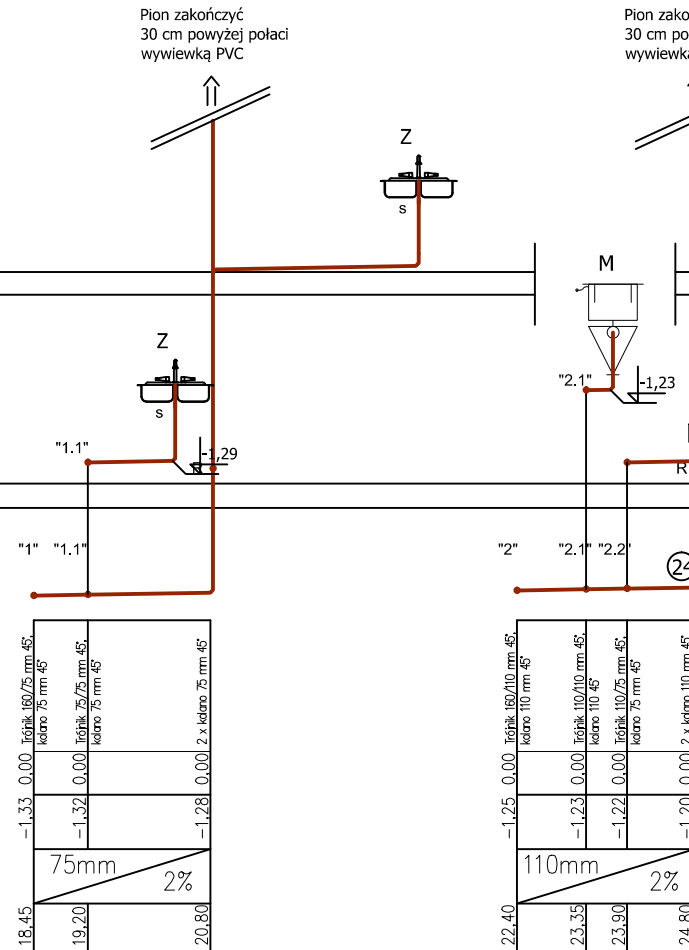 Pion zakończyć
30 cm powyżej połaci
wywiewką PVC
Pion zako
30 cm po
wywiewką
Z
s
M
Z
s
"2.1"
-1,23
"1.1"
-1,29
R
"1"
"1.1"
"2"
"2.1"
"2.2"
24
Trójnik 160/75 mm 45°,
kolano 75 mm 45°
Trójnik 75/75 mm 45°,
kolano 75 mm 45°
2 x kolano 75 mm 45°
Trójnik 160/110 mm 45°,
kolano 110 mm 45°
Trójnik 110/110 mm 45°,
kolano 110 45°
Trójnik 110/75 mm 45°,
kolano 75 mm 45°
2 x kolano 110 mm 45°
0,00
0,00
0,00
0,00
0,00
0,00
0,00
-1,33
-1,32
-1,28
-1,25
-1,23
-1,22
-1,20
75mm
2%
110mm
2%
18,45
19,20
20,80
22,40
23,35
23,90
24,80